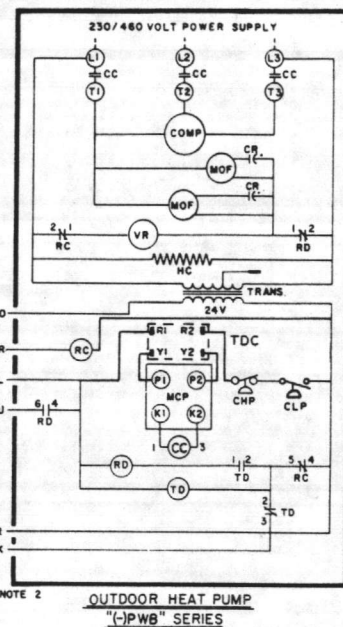 230/460 VOLT POWER SUPPLY
L1 L2 L3
CC CC CC
T1 T2 T3
COMP
CR.
MOF
CR.
MOF
2 1 VR 1 2
RC RD
HC
TRANS.
24V
O
R1 R2 TDC
R RC
Y1 Y2
L P1 P2
MCP CHP CLP
U 6 4 K1 K2
RD
1 CC 3
RD 1 2 5 4
TD RC
TD 2 TD
3
X
NOTE 2
OUTDOOR HEAT PUMP
"(-)PWB" SERIES